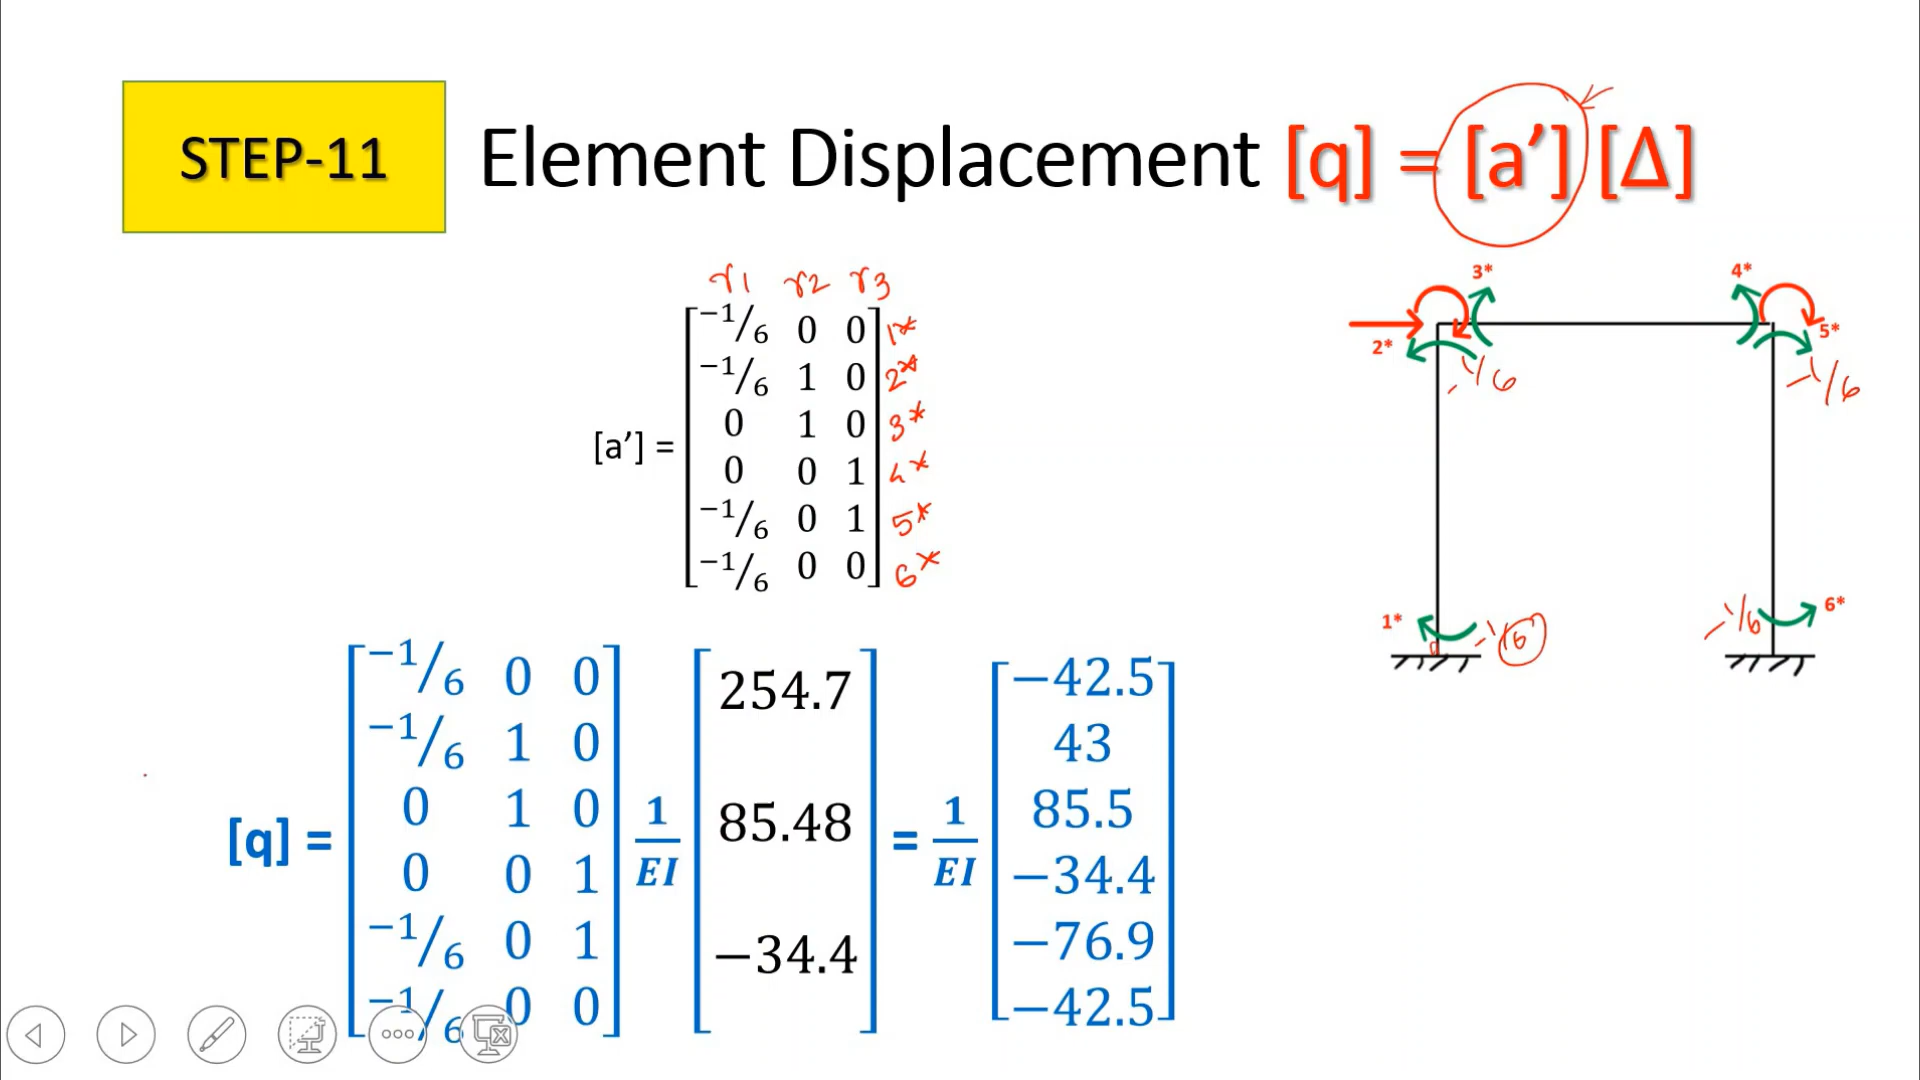 STEP-11
Element Displacement [q] = [a’] [Δ]
r1 r2 r3
[a’] =
−1/6 0 0 1*
−1/6 1 0 2*
0 1 0 3*
0 0 1 4*
−1/6 0 1 5*
−1/6 0 0 6*
3*
4*
2*
5*
-1/6
-1/6
1*
-1/6
-1/6
6*
[q] =
−1/6 0 0
−1/6 1 0
0 1 0
0 0 1
−1/6 0 1
−1/6 0 0
1/EI
254.7
85.48
−34.4
=
1/EI
−42.5
43
85.5
−34.4
−76.9
−42.5